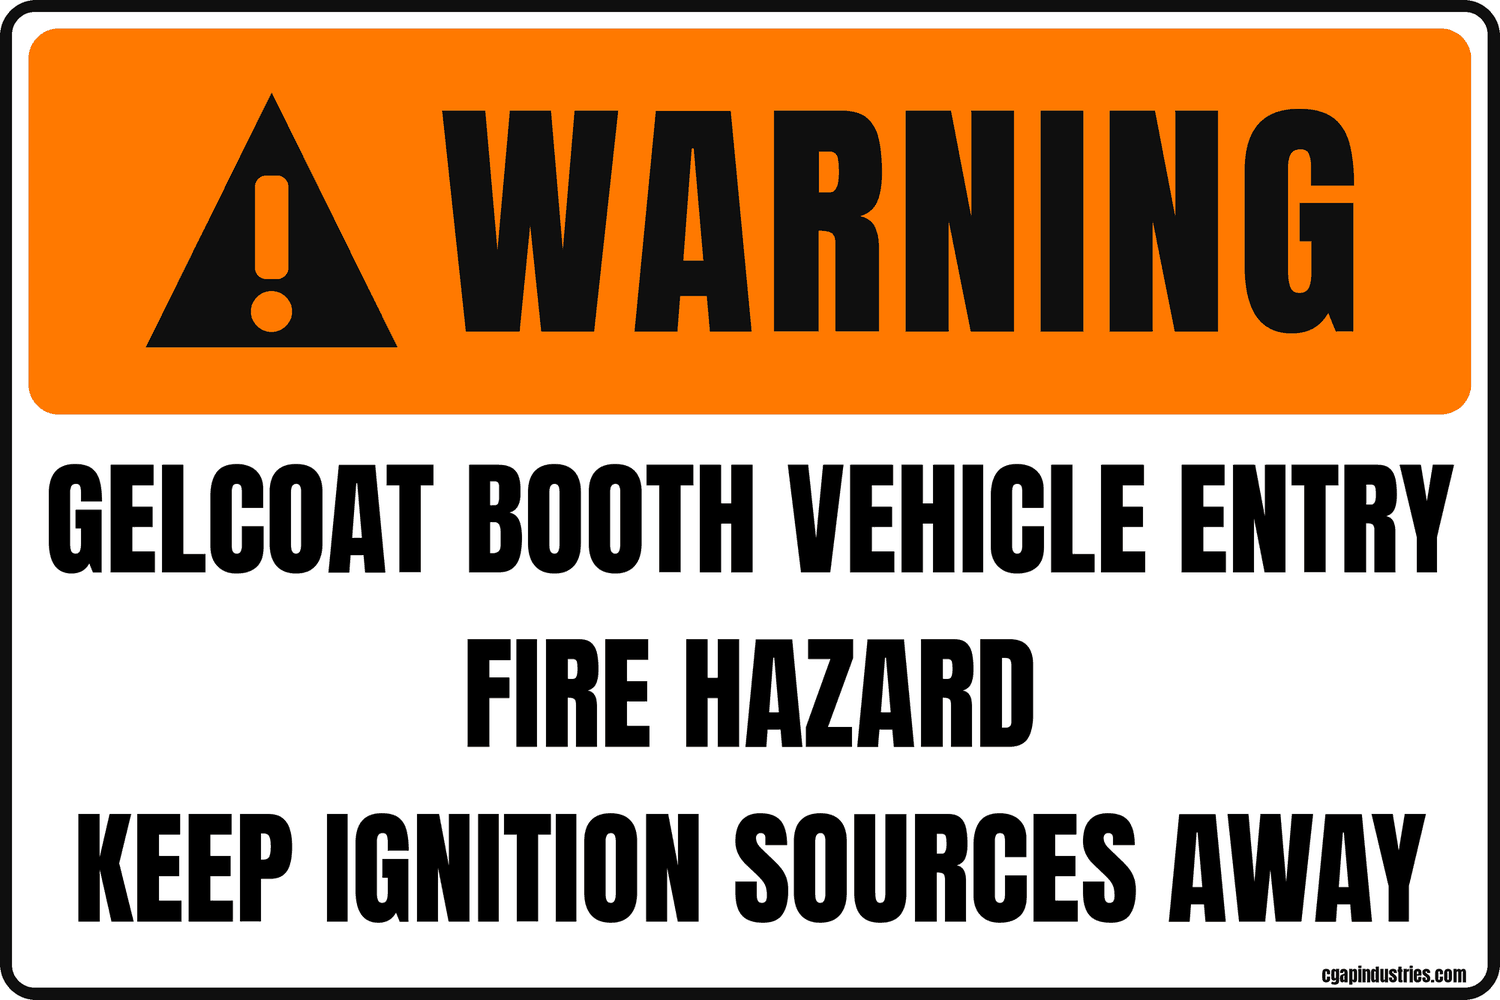 WARNING
GELCOAT BOOTH VEHICLE ENTRY
FIRE HAZARD
KEEP IGNITION SOURCES AWAY
cgapindustries.com